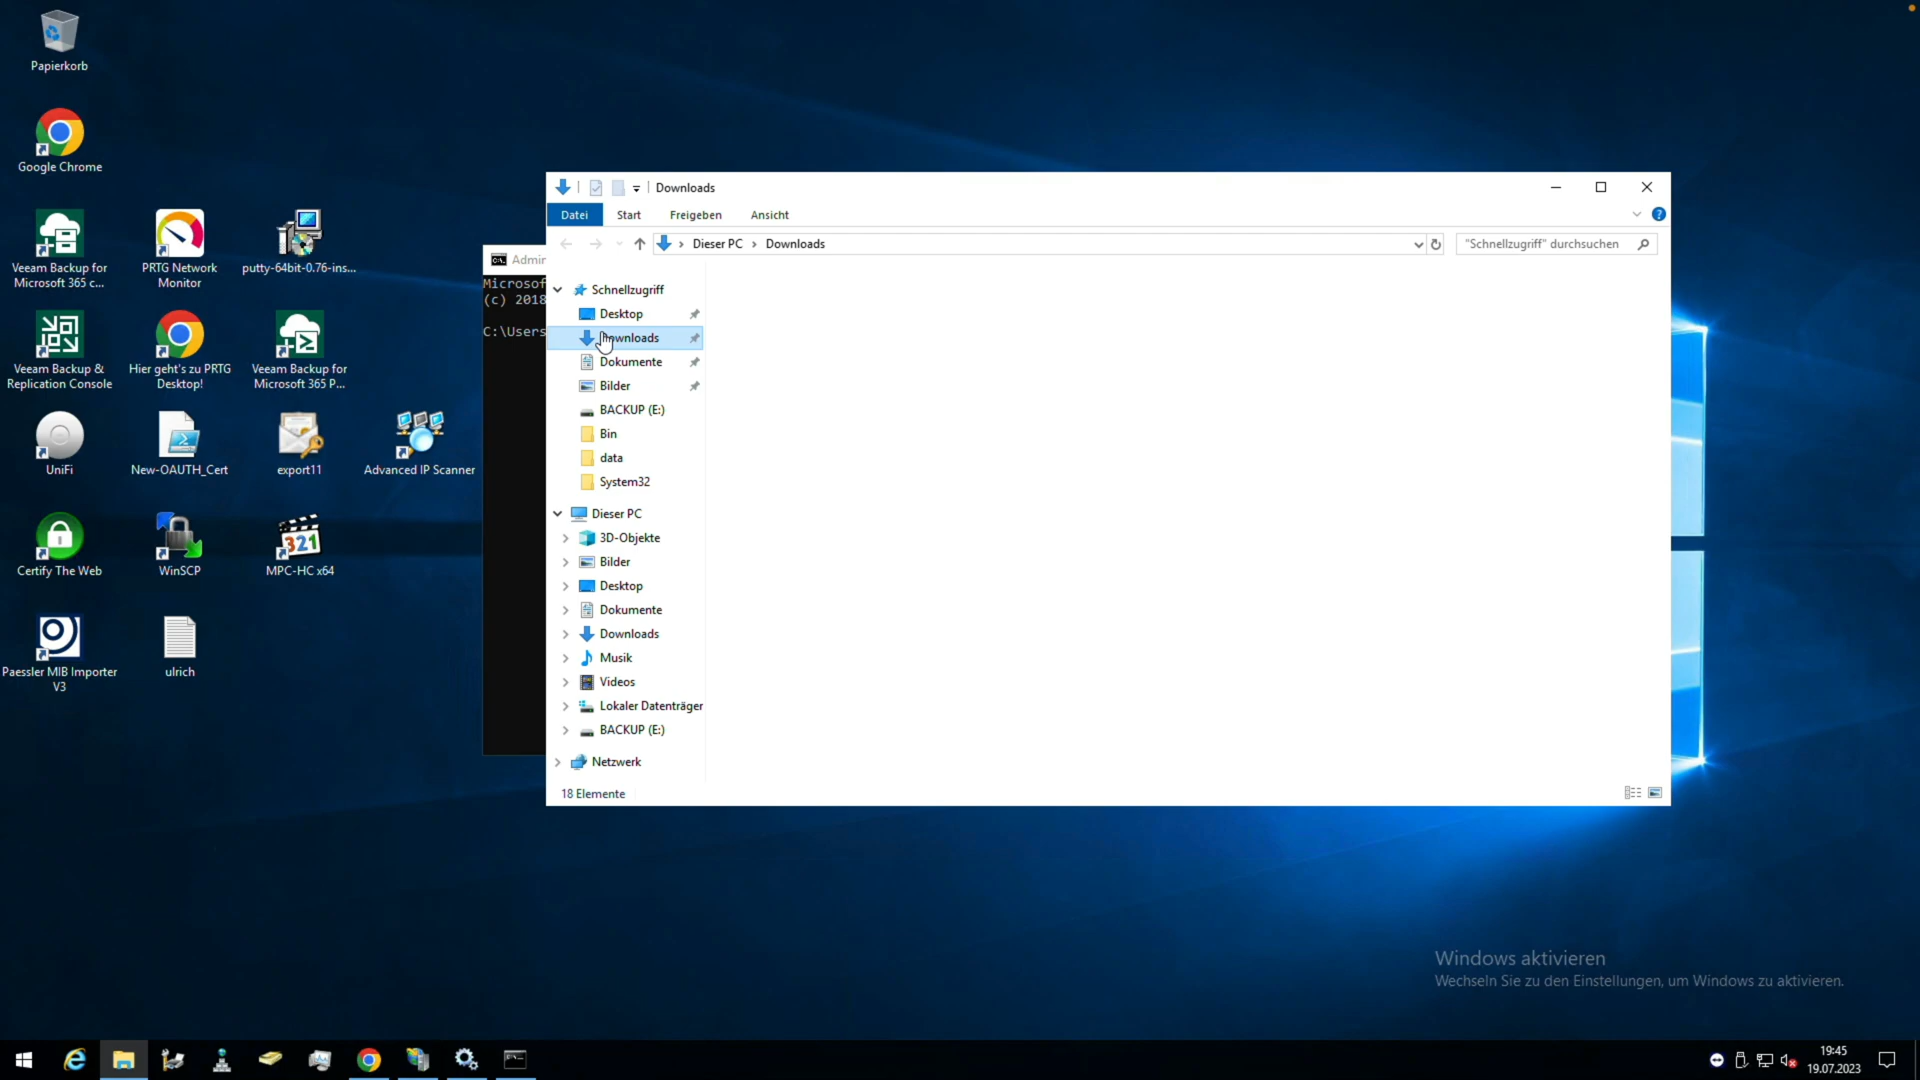 Papierkorb
Google Chrome
Veeam Backup for
Microsoft 365 c...
PRTG Network
Monitor
putty-64bit-0.76-ins...
Veeam Backup &
Replication Console
Hier geht's zu PRTG
Desktop!
Veeam Backup for
Microsoft 365 P...
UniFi
New-OAUTH_Cert
export11
Advanced IP Scanner
Certify The Web
WinSCP
321
MPC-HC x64
Paessler MIB Importer
V3
ulrich
Admin
Microsof
(c) 2018
C:\Users
Downloads
Datei
Start
Freigeben
Ansicht
Dieser PC > Downloads
"Schnellzugriff" durchsuchen
Schnellzugriff
Desktop
Downloads
Dokumente
Bilder
BACKUP (E:)
Bin
data
System32
Dieser PC
3D-Objekte
Bilder
Desktop
Dokumente
Downloads
Musik
Videos
Lokaler Datenträger
BACKUP (E:)
Netzwerk
18 Elemente
Windows aktivieren
Wechseln Sie zu den Einstellungen, um Windows zu aktivieren.
19:45
19.07.2023